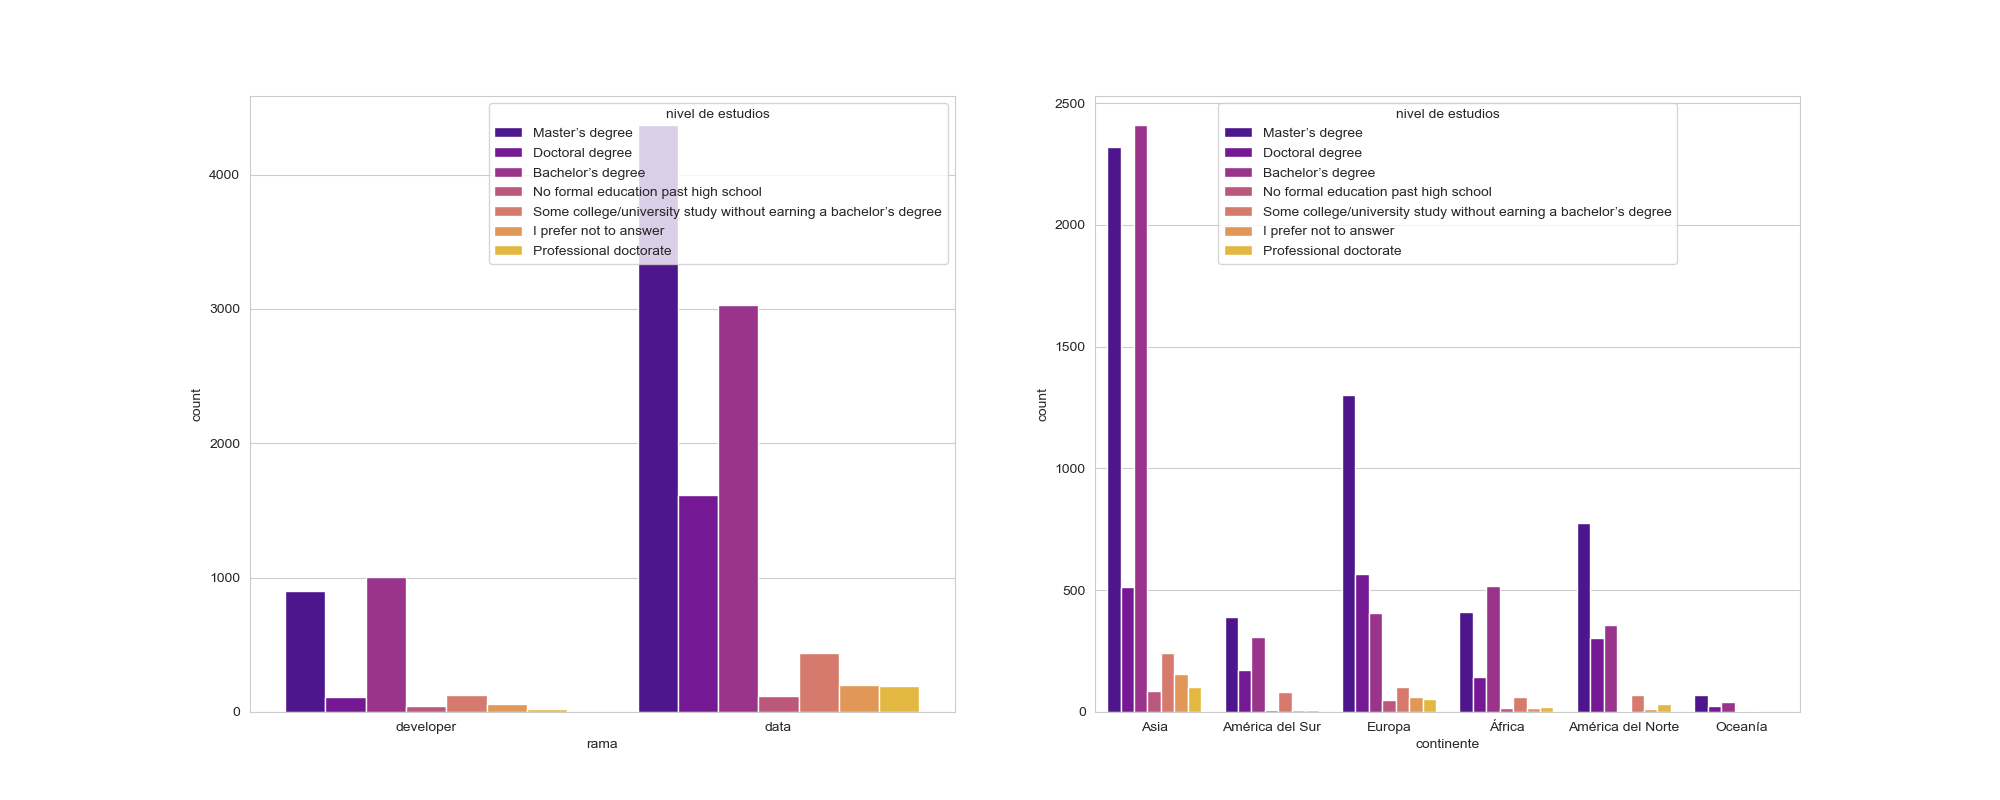 nivel de estudios
Master’s degree
Doctoral degree
Bachelor’s degree
No formal education past high school
Some college/university study without earning a bachelor’s degree
I prefer not to answer
Professional doctorate
4000
3000
2000
1000
0
count
developer
data
rama
nivel de estudios
Master’s degree
Doctoral degree
Bachelor’s degree
No formal education past high school
Some college/university study without earning a bachelor’s degree
I prefer not to answer
Professional doctorate
2500
2000
1500
1000
500
0
count
Asia
América del Sur
Europa
África
América del Norte
Oceanía
continente